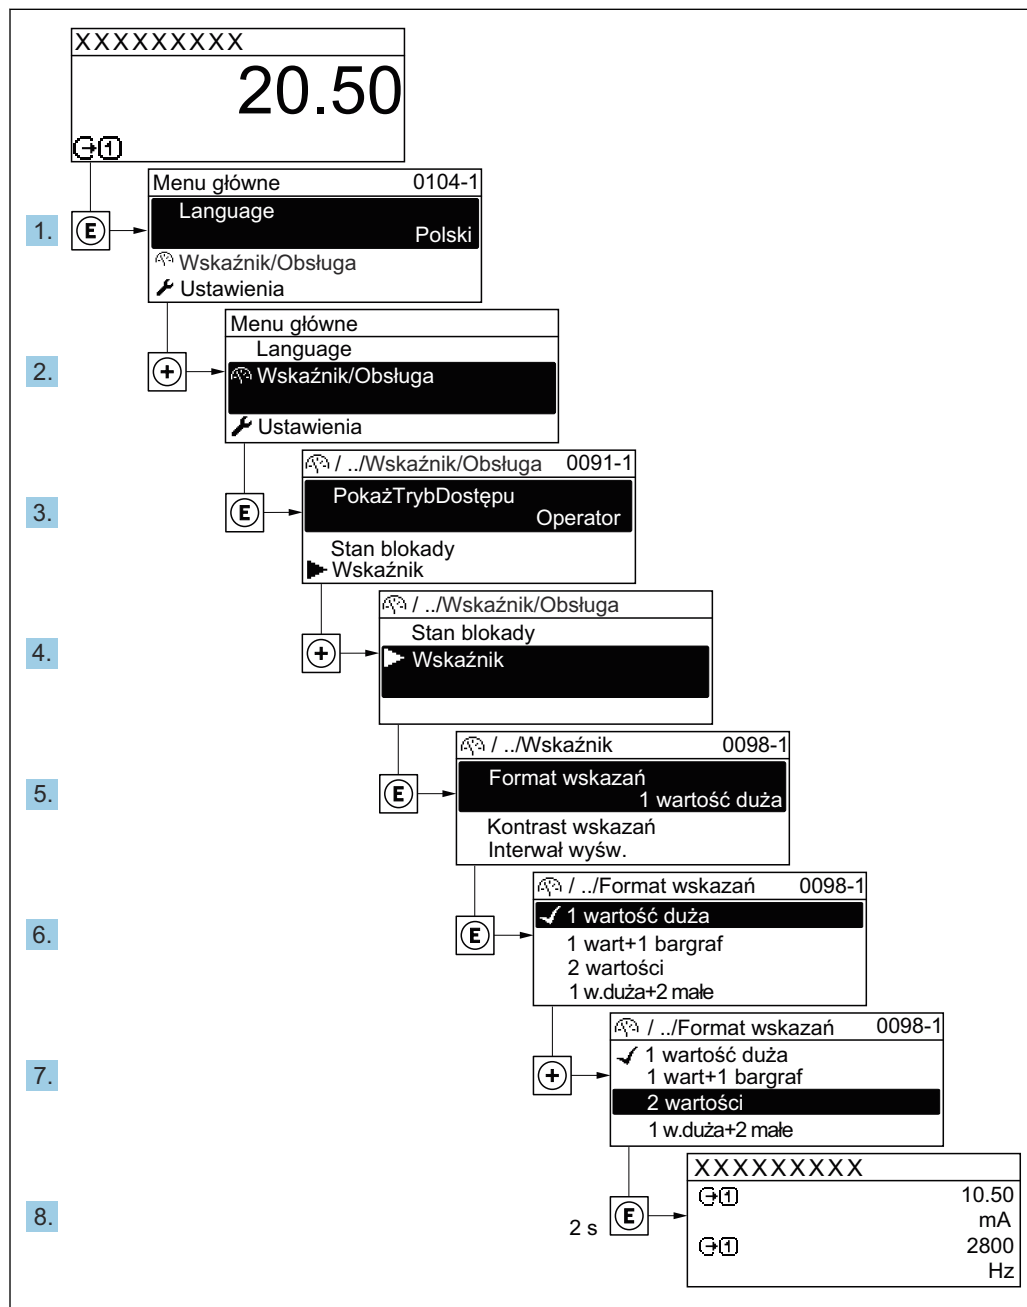 XXXXXXXXX
20.50
1
Menu główne 0104-1
Language
Polski
1. E
Wskaźnik/Obsługa
Ustawienia
Menu główne
Language
2. + Wskaźnik/Obsługa
Ustawienia
/ ../Wskaźnik/Obsługa 0091-1
PokażTrybDostępu
3. E Operator
Stan blokady
Wskaźnik
/ ../Wskaźnik/Obsługa
Stan blokady
4. + Wskaźnik
/ ../Wskaźnik 0098-1
Format wskazań
5. E 1 wartość duża
Kontrast wskazań
Interwał wyśw.
/ ../Format wskazań 0098-1
1 wartość duża
6. E 1 wart+1 bargraf
2 wartości
1 w.duża+2 małe
/ ../Format wskazań 0098-1
1 wartość duża
7. + 1 wart+1 bargraf
2 wartości
1 w.duża+2 małe
XXXXXXXXX
1 10.50
8. 2 s E mA
1 2800
Hz